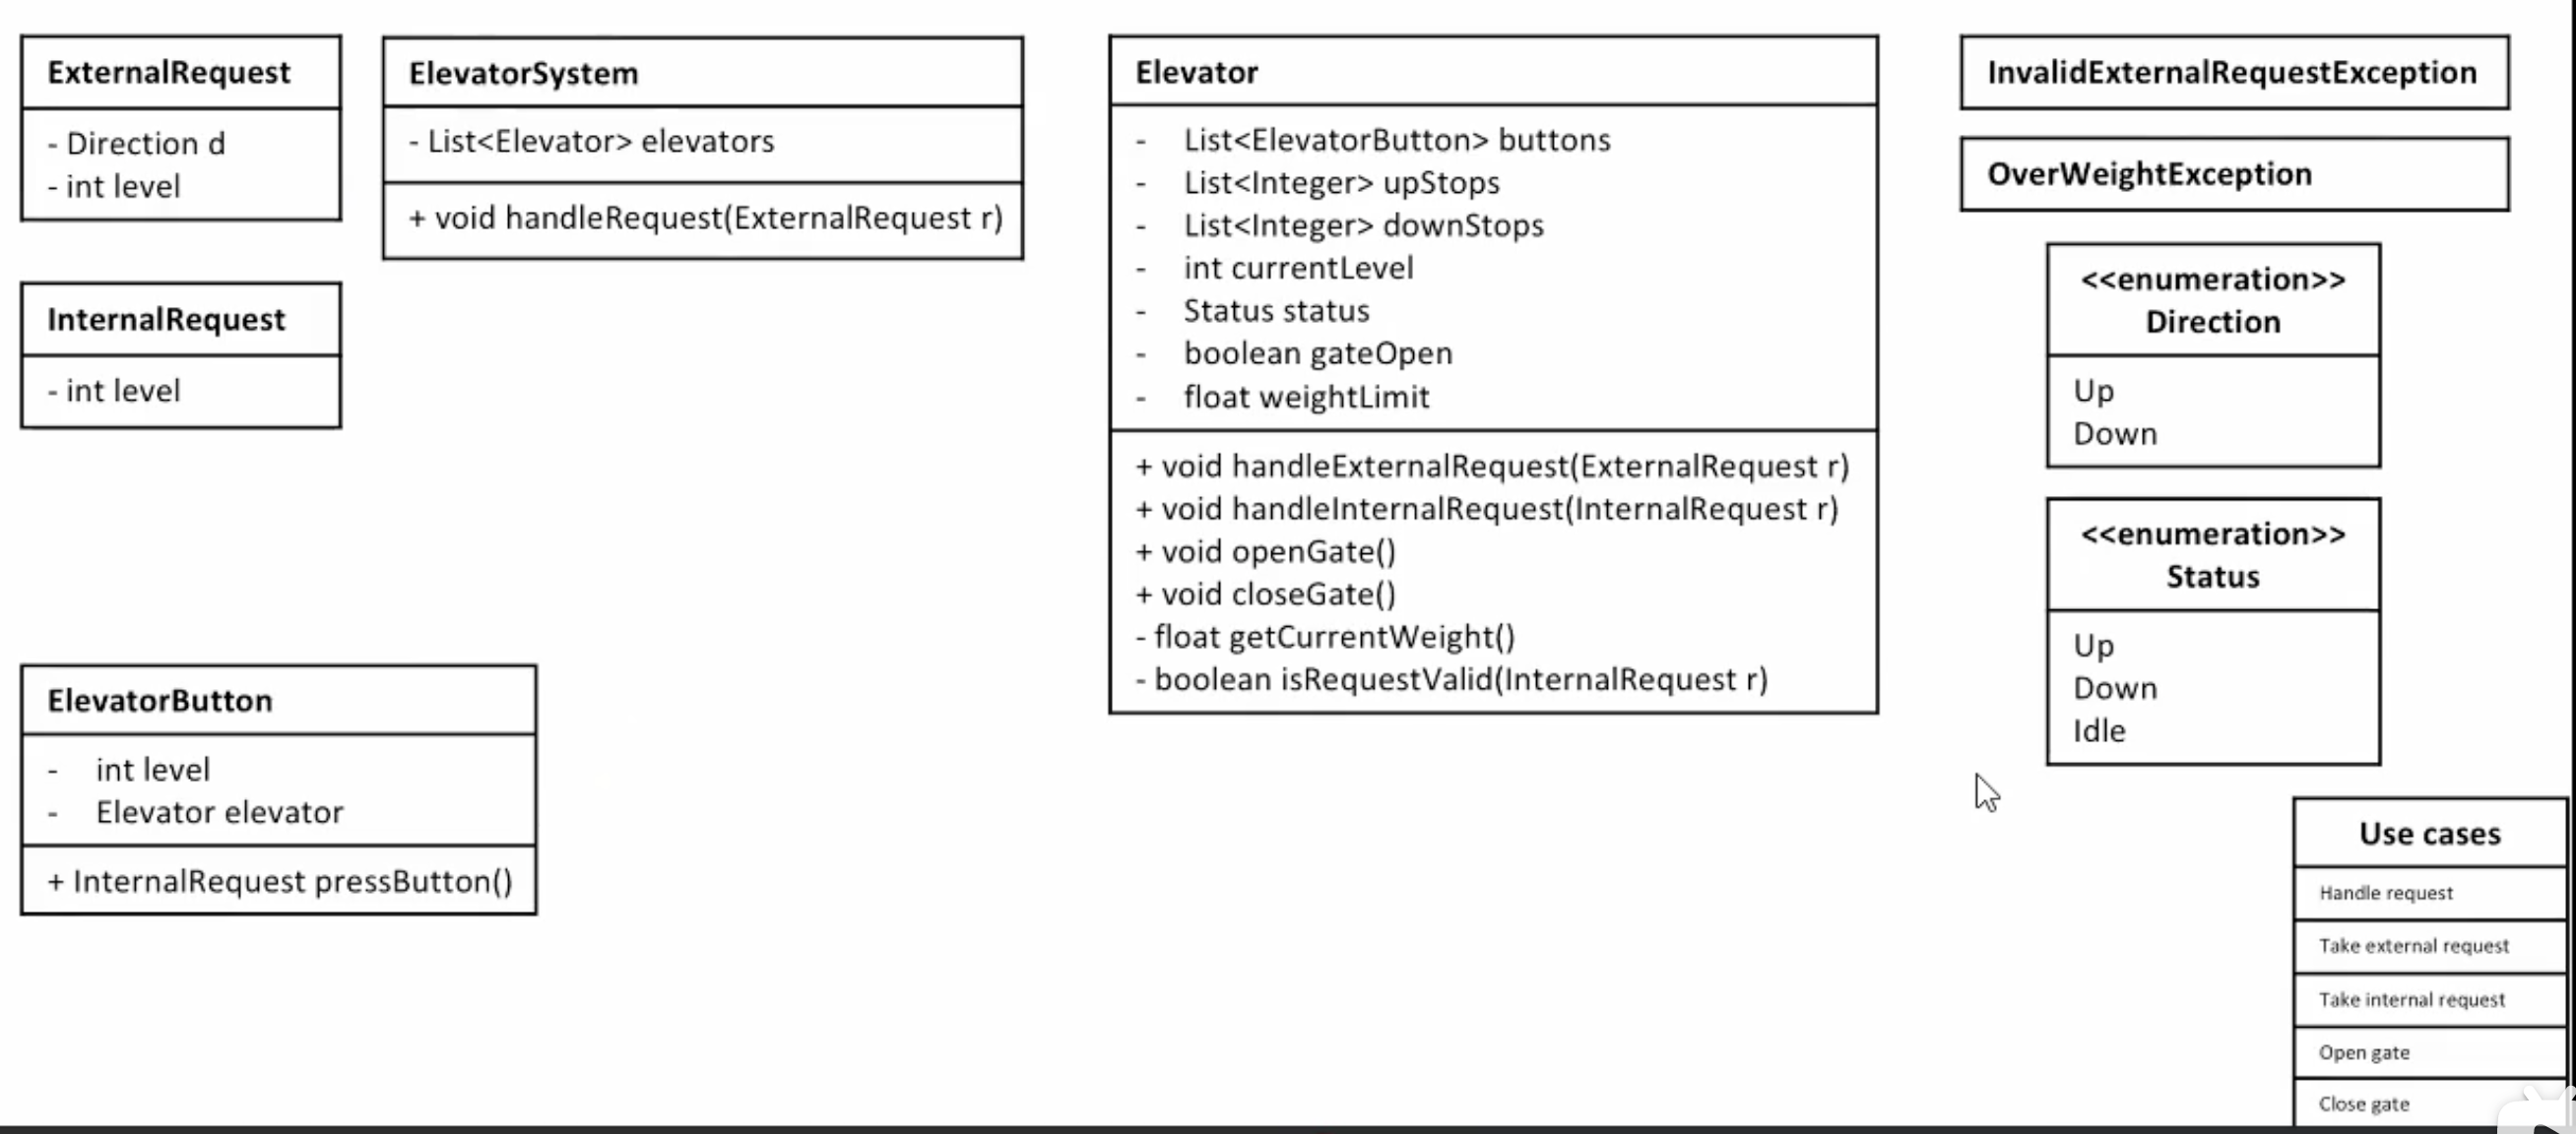 ExternalRequest
- Direction d
- int level
InternalRequest
- int level
ElevatorButton
- int level
- Elevator elevator
+ InternalRequest pressButton()
ElevatorSystem
- List<Elevator> elevators
+ void handleRequest(ExternalRequest r)
Elevator
- List<ElevatorButton> buttons
- List<Integer> upStops
- List<Integer> downStops
- int currentLevel
- Status status
- boolean gateOpen
- float weightLimit
+ void handleExternalRequest(ExternalRequest r)
+ void handleInternalRequest(InternalRequest r)
+ void openGate()
+ void closeGate()
- float getCurrentWeight()
- boolean isRequestValid(InternalRequest r)
InvalidExternalRequestException
OverWeightException
<<enumeration>>
Direction
Up
Down
<<enumeration>>
Status
Up
Down
Idle
Use cases
Handle request
Take external request
Take internal request
Open gate
Close gate